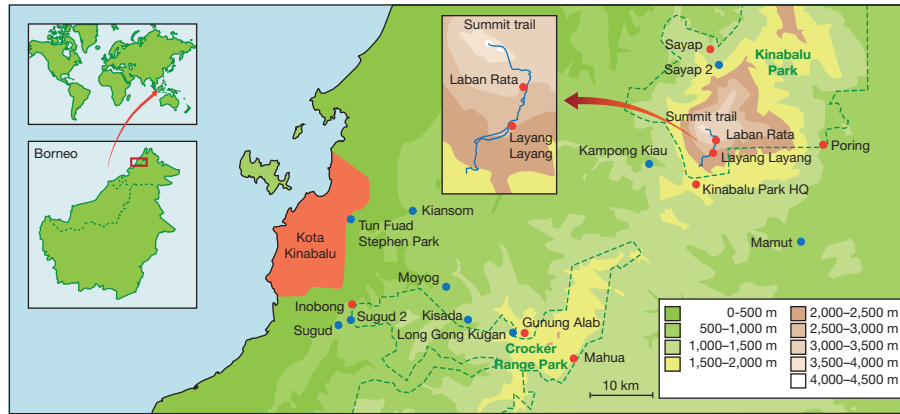 Borneo
Summit trail
Laban Rata
Layang
Layang
Sayap
Sayap 2
Kinabalu
Park
Summit trail
Laban Rata
Layang Layang
Poring
Kampong Kiau
Kinabalu Park HQ
Mamut
Kiansom
Tun Fuad
Stephen Park
Kota
Kinabalu
Moyog
Inobong
Sugud 2
Sugud
Kisada
Long Gong Kugan
Gunung Alab
Crocker
Range Park
Mahua
10 km
0-500 m
500–1,000 m
1,000–1,500 m
1,500–2,000 m
2,000–2,500 m
2,500–3,000 m
3,000–3,500 m
3,500–4,000 m
4,000–4,500 m